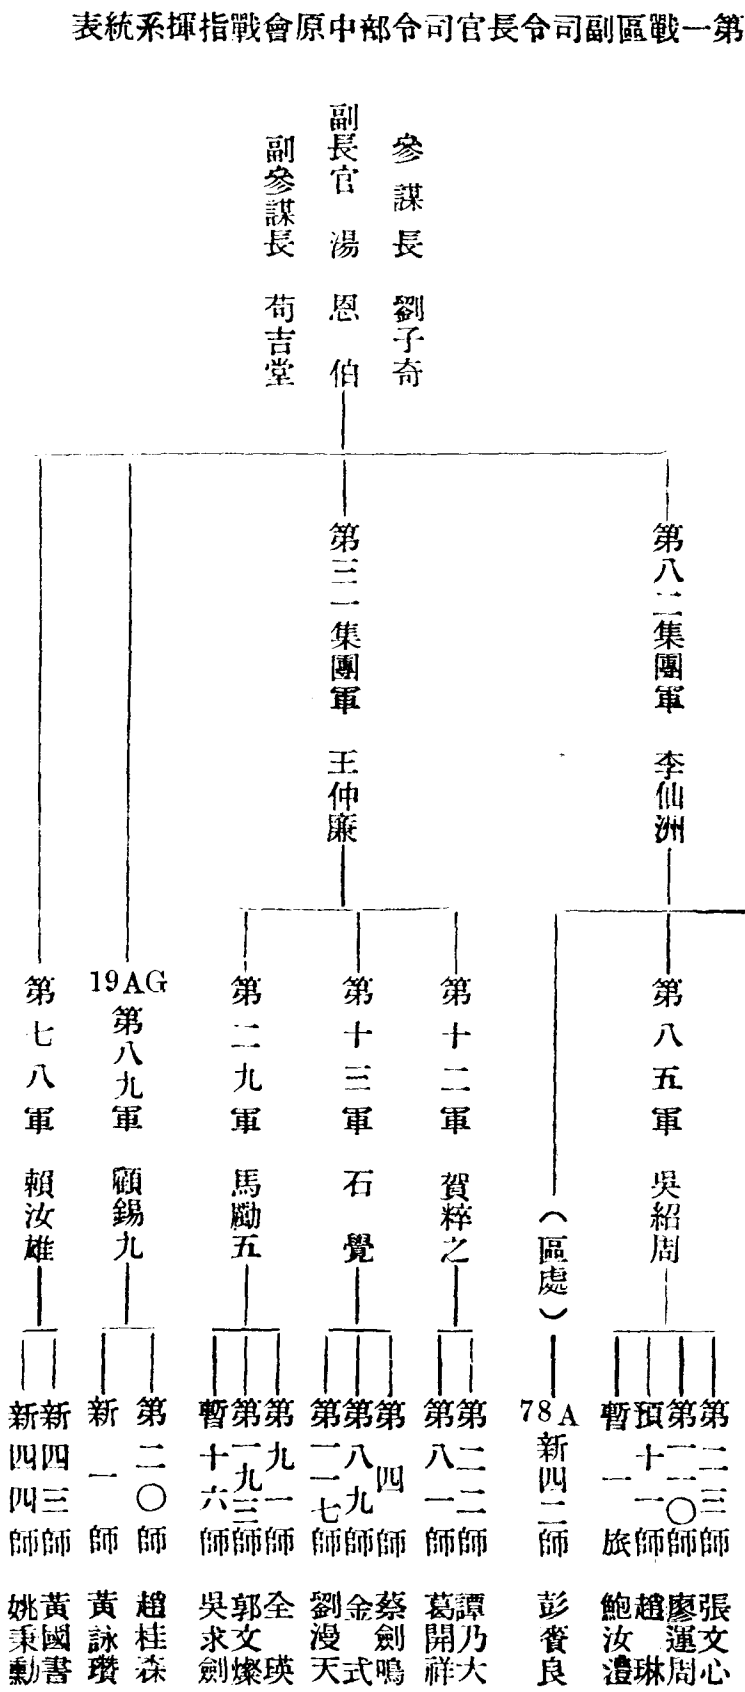 第一戰區副司令長官司令部中原會戰指揮系統表
參謀長 劉子奇
副長官 湯恩伯
副參謀長 苟吉堂
第八二集團軍 李仙洲
第三一集團軍 王仲廉
第八五軍 吳紹周
(區處)
第十二軍 賀粹之
第十三軍 石覺
第二九軍 馬勵五
19AG
第八九軍 顧錫九
第七八軍 賴汝雄
第二三師 張文心
第一一〇師 廖運周
預十一師 趙琳
暫一旅 鮑汝澧
78A
新四二師 彭賚良
第二二師 譚乃大
第八一師 葛開祥
第四師 蔡劍鳴
第八九師 金式
第一一七師 劉漫天
第九一師 全瑛
第一九三師 郭文燦
暫十六師 吳求劍
第二〇師 趙桂森
新一師 黃詠瓚
新四三師 黃國書
新四四師 姚秉勳